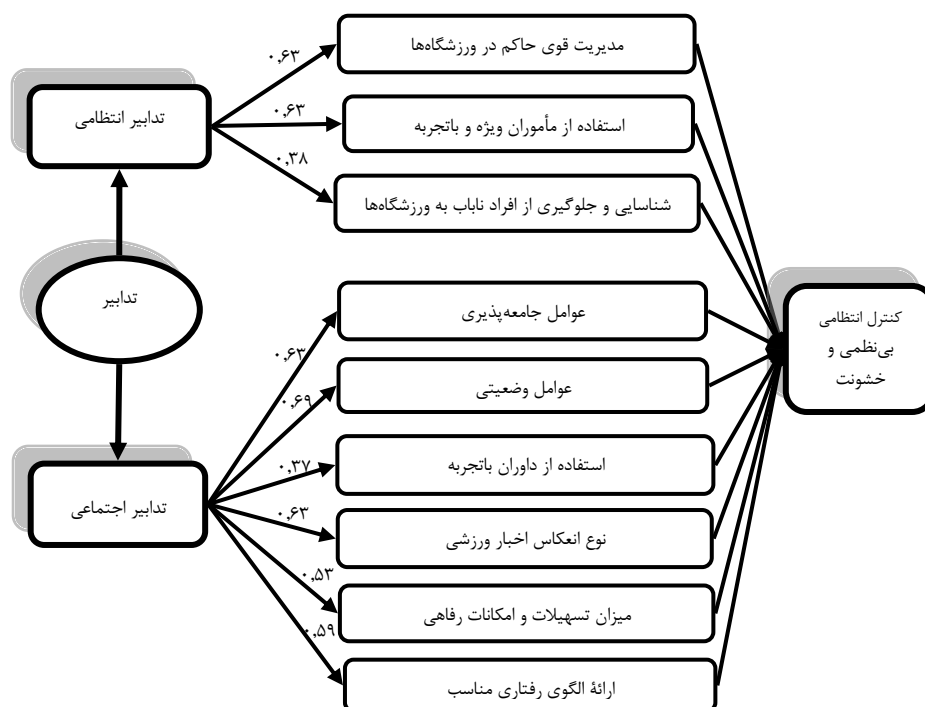 مدیریت قوی حاکم در ورزشگاه‌ها
۰,۶۳
تدابیر انتظامی
۰,۶۳
استفاده از مأموران ویژه و باتجربه
۰,۳۸
شناسایی و جلوگیری از افراد ناباب به ورزشگاه‌ها
تدابیر
عوامل جامعه‌پذیری
۰,۶۳
کنترل انتظامی
بی‌نظمی و
خشونت
عوامل وضعیتی
۰,۶۹
استفاده از داوران باتجربه
۰,۳۷
تدابیر اجتماعی
نوع انعکاس اخبار ورزشی
۰,۶۳
میزان تسهیلات و امکانات رفاهی
۰,۵۳
ارائهٔ الگوی رفتاری مناسب
۰,۵۹